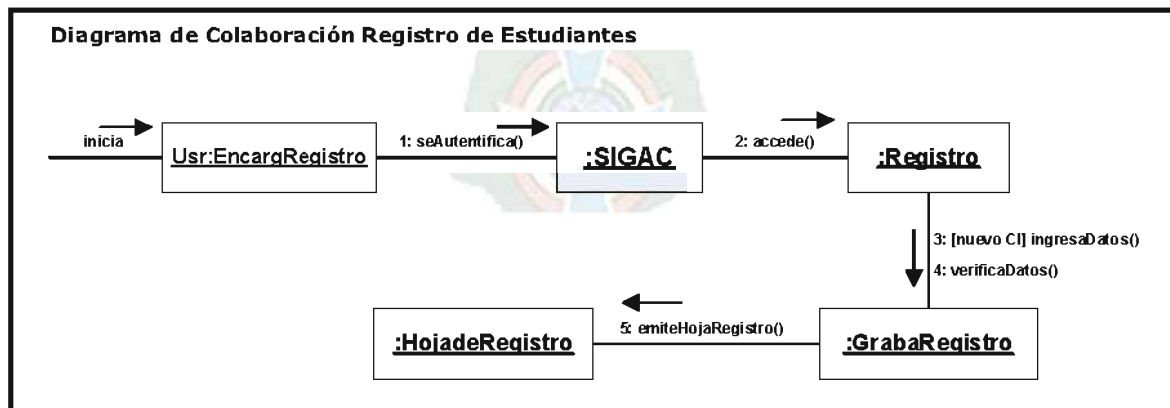 Diagrama de Colaboración Registro de Estudiantes
inicia
Usr:EncargRegistro
1: seAutentifica()
:SIGAC
2: accede()
:Registro
3: [nuevo CI] ingresaDatos()
4: verificaDatos()
:HojadeRegistro
5: emiteHojaRegistro()
:GrabaRegistro